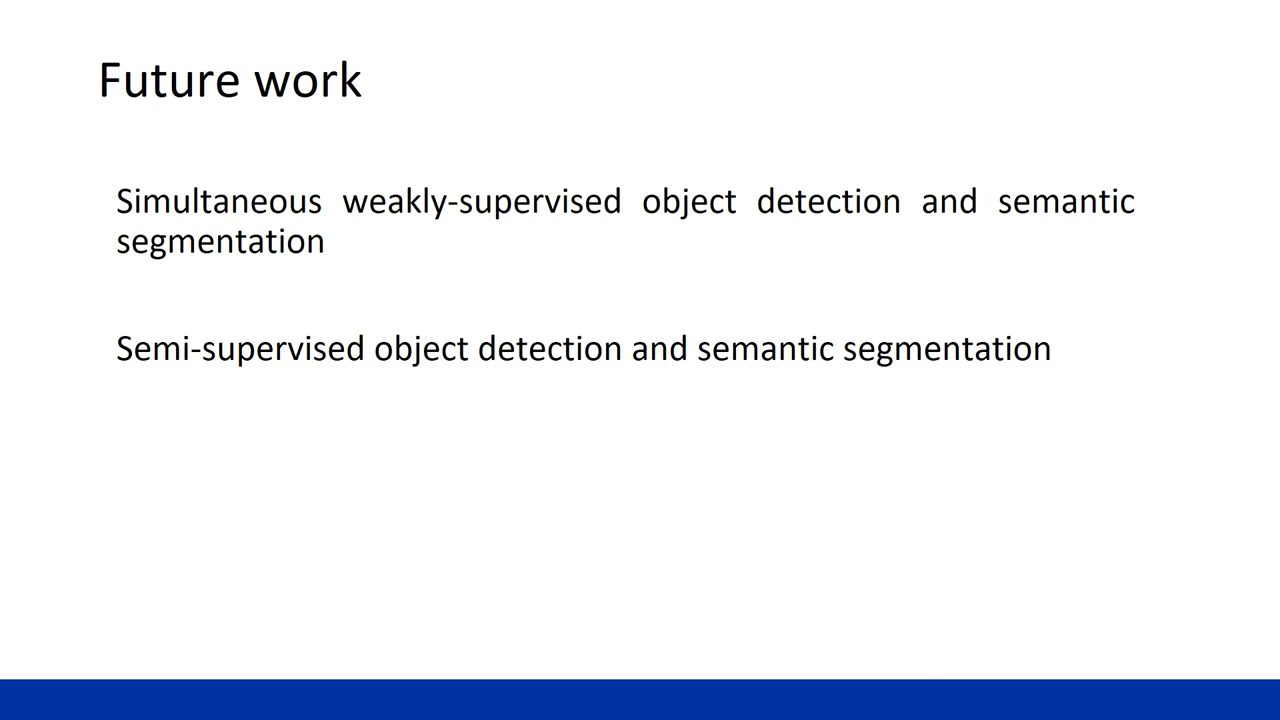 Future work
Simultaneous weakly-supervised object detection and semantic
segmentation
Semi-supervised object detection and semantic segmentation